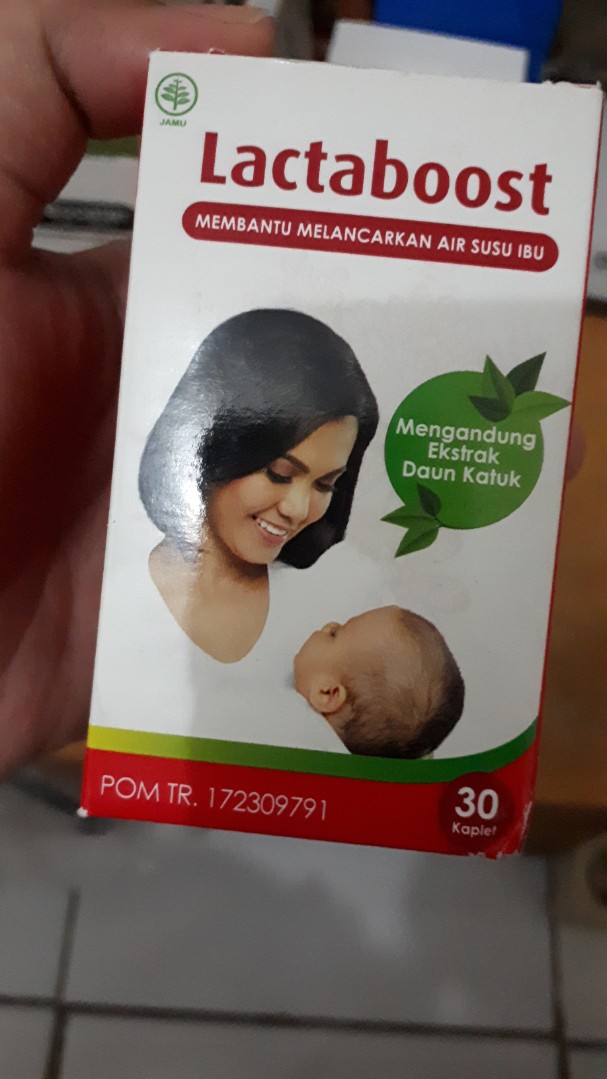 JAMU
Lactaboost
MEMBANTU MELANCARKAN AIR SUSU IBU
Mengandung
Ekstrak
Daun Katuk
POM TR. 172309791
30
Kaplet